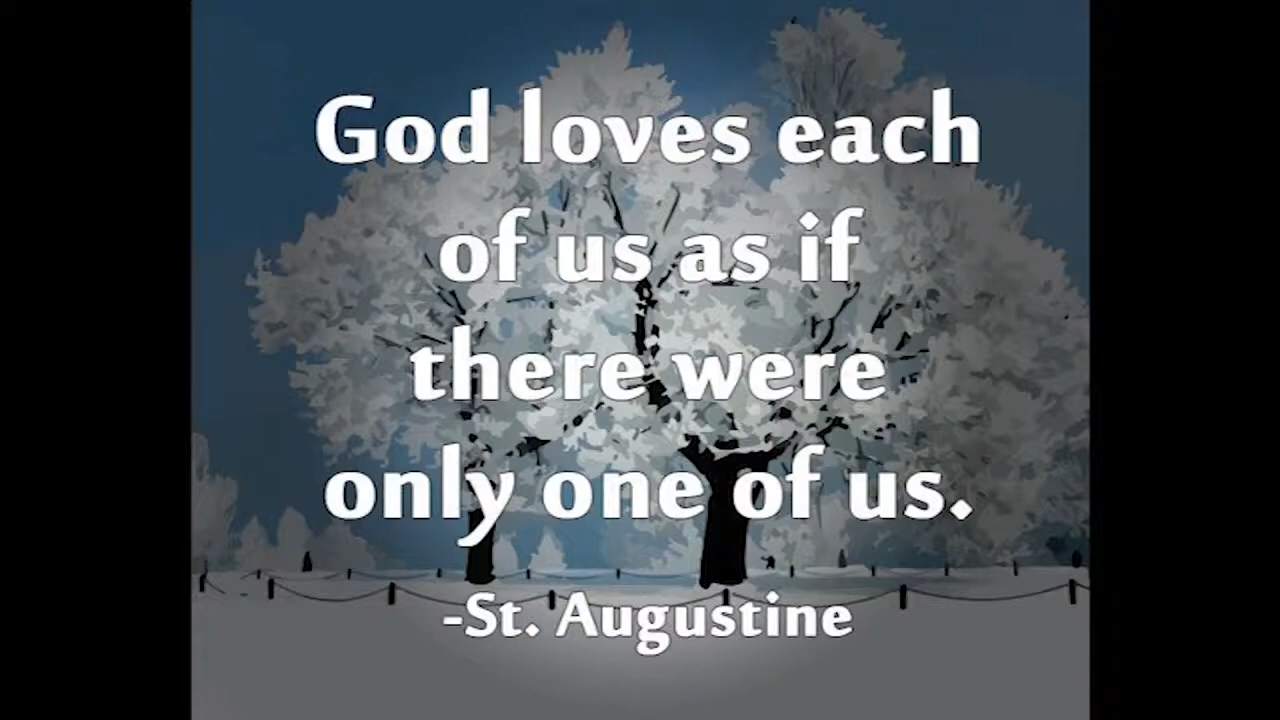 God loves each
of us as if
there were
only one of us.
-St. Augustine